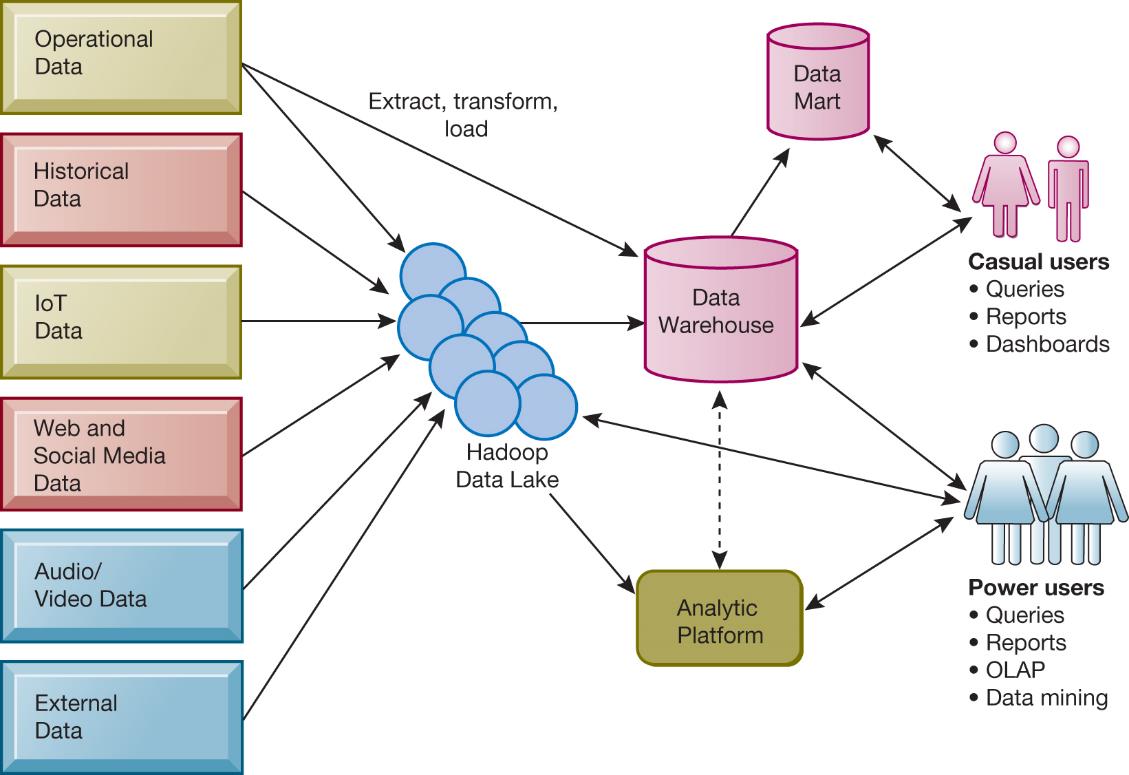 Operational
Data
Historical
Data
IoT
Data
Web and
Social Media
Data
Audio/
Video Data
External
Data
Extract, transform,
load
Hadoop
Data Lake
Data
Mart
Data
Warehouse
Analytic
Platform
Casual users
• Queries
• Reports
• Dashboards
Power users
• Queries
• Reports
• OLAP
• Data mining